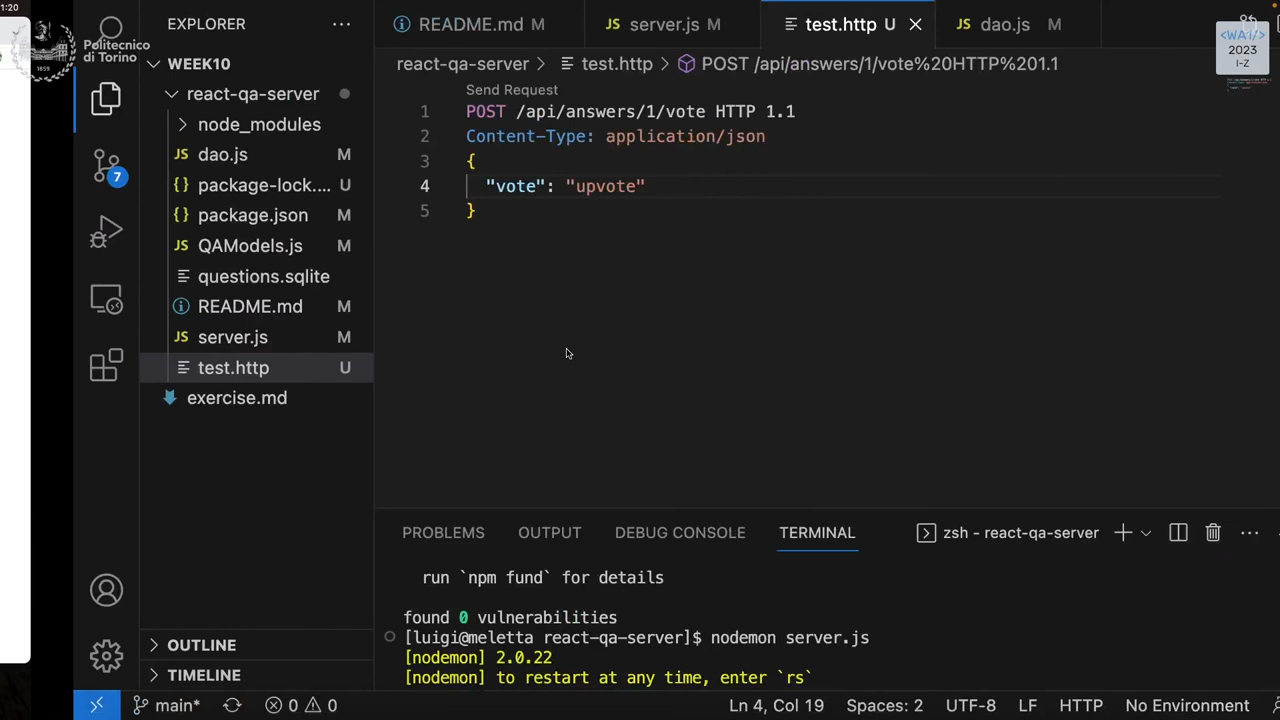 1:20
Politecnico
di Torino
1859
EXPLORER
WEEK10
react-qa-server
node_modules
dao.js M
package-lock.... U
package.json M
QAModels.js M
questions.sqlite
README.md M
server.js M
test.http U
exercise.md
OUTLINE
TIMELINE
7
README.md M
server.js M
test.http U
dao.js M
<WA1/>
2023
I-Z
react-qa-server > test.http > POST /api/answers/1/vote%20HTTP%201.1
Send Request
1 POST /api/answers/1/vote HTTP 1.1
2 Content-Type: application/json
3 {
4 "vote": "upvote"
5 }
PROBLEMS OUTPUT DEBUG CONSOLE TERMINAL
zsh - react-qa-server
run `npm fund` for details
found 0 vulnerabilities
[luigi@meletta react-qa-server]$ nodemon server.js
[nodemon] 2.0.22
[nodemon] to restart at any time, enter `rs`
main* 0 0 Ln 4, Col 19 Spaces: 2 UTF-8 LF HTTP No Environment